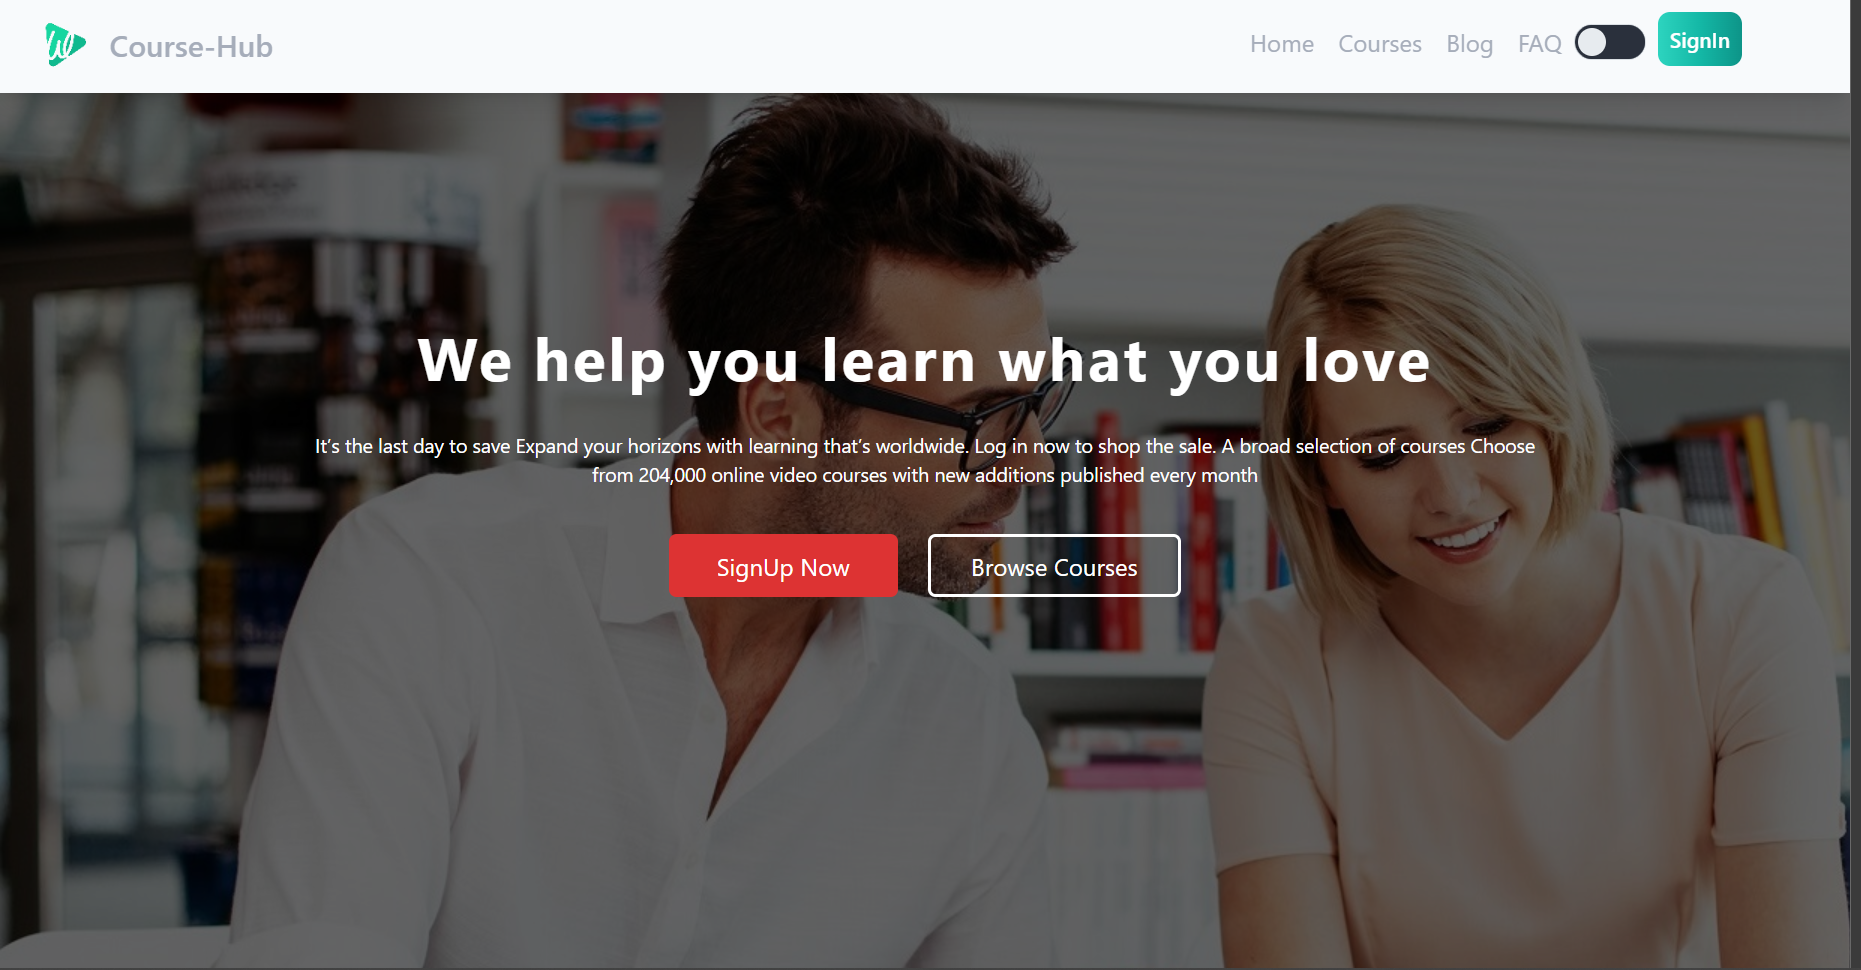 Course-Hub
Home Courses Blog FAQ SignIn
We help you learn what you love
It's the last day to save Expand your horizons with learning that's worldwide. Log in now to shop the sale. A broad selection of courses Choose
from 204,000 online video courses with new additions published every month
SignUp Now Browse Courses